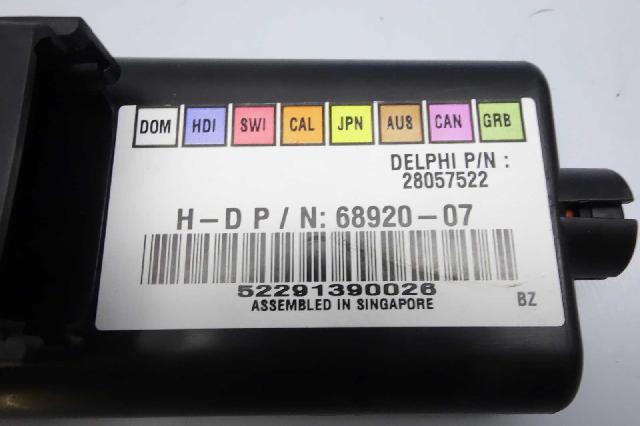 DOM HDI SWI CAL JPN AUS CAN GRB
DELPHI P/N :
28057522
H-D P/N: 68920-07
52291390026
ASSEMBLED IN SINGAPORE
BZ